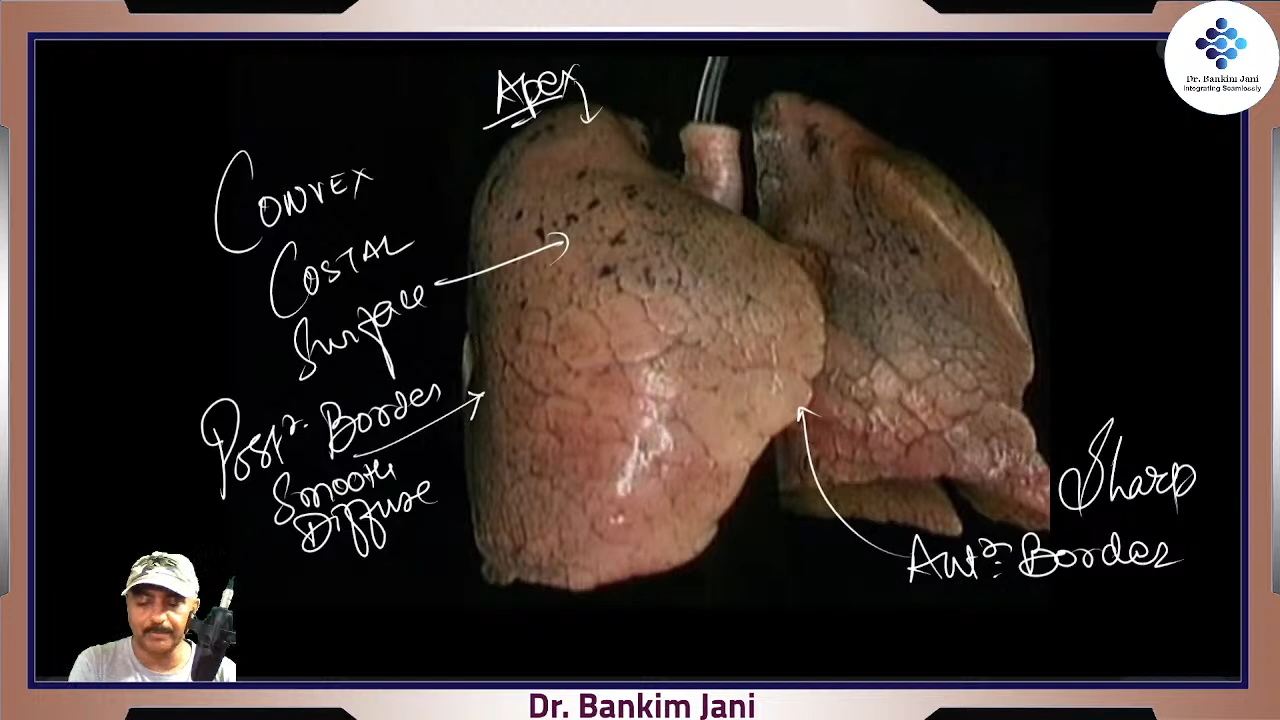 Dr. Bankim Jani
Integrating Seamlessly
Apex
Convex
Costal
Surface
Postr. Border
Smooth
Diffuse
Sharp
Antr. Border
Dr. Bankim Jani